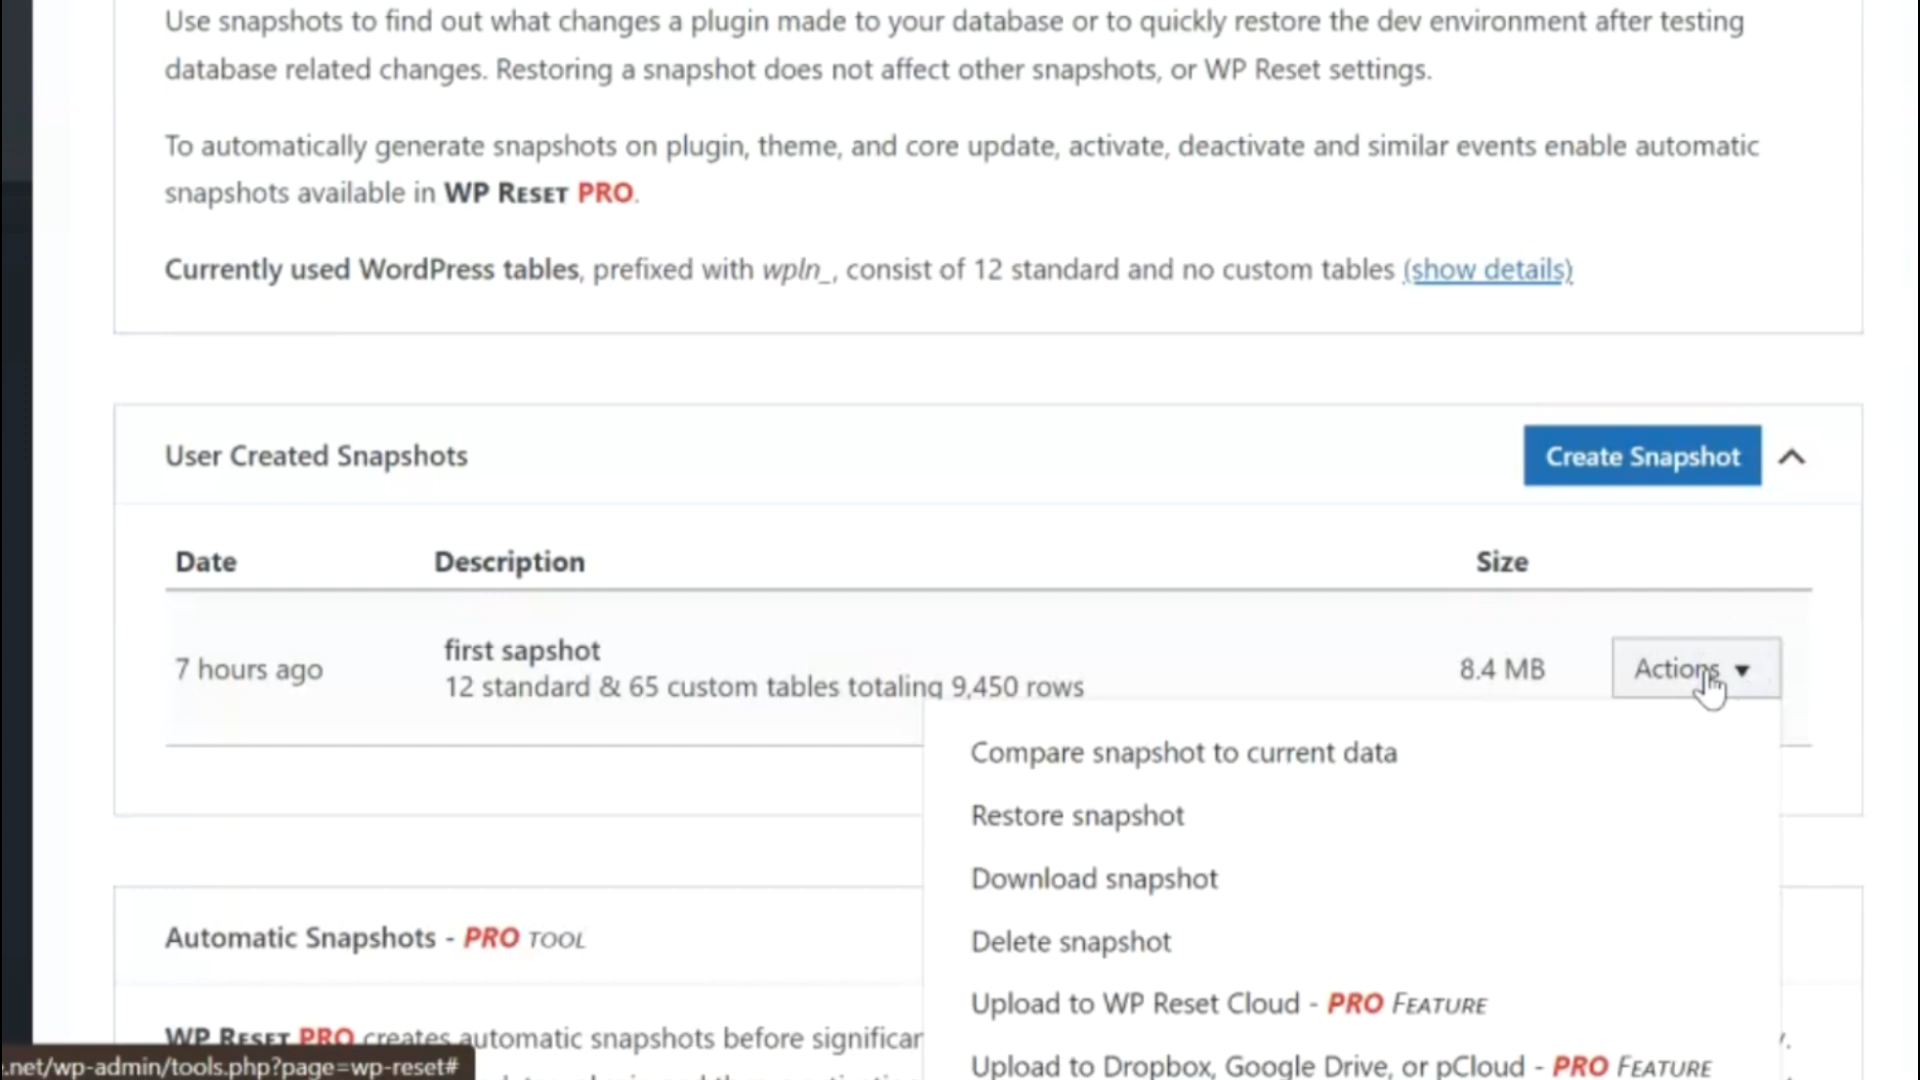 Use snapshots to find out what changes a plugin made to your database or to quickly restore the dev environment after testing
database related changes. Restoring a snapshot does not affect other snapshots, or WP Reset settings.
To automatically generate snapshots on plugin, theme, and core update, activate, deactivate and similar events enable automatic
snapshots available in WP RESET PRO.
Currently used WordPress tables, prefixed with wpln_, consist of 12 standard and no custom tables (show details)
User Created Snapshots
Create Snapshot
Date Description Size
first sapshot
7 hours ago 8.4 MB Actions
12 standard & 65 custom tables totaling 9,450 rows
Compare snapshot to current data
Restore snapshot
Download snapshot
Delete snapshot
Automatic Snapshots - PRO TOOL
Upload to WP Reset Cloud - PRO FEATURE
WP RESET PRO creates automatic snapshots before
Upload to Dropbox, Google Drive, or pCloud - PRO FEATURE
.net/wp-admin/tools.php?page=wp-reset#